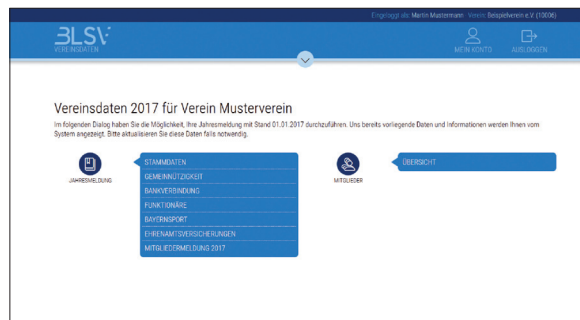 Eingeloggt als: Martin Mustermann Verein: Beispielverein e.V. (10006)
BLSV
VEREINSDATEN
MEIN KONTO
AUSLOGGEN
Vereinsdaten 2017 für Verein Musterverein
Im folgenden Dialog haben Sie die Möglichkeit, Ihre Jahresmeldung mit Stand 01.01.2017 durchzuführen. Uns bereits vorliegende Daten und Informationen werden Ihnen vom
System angezeigt. Bitte aktualisieren Sie diese Daten falls notwendig.
JAHRESMELDUNG
STAMMDATEN
GEMEINNÜTZIGKEIT
BANKVERBINDUNG
FUNKTIONÄRE
BAYERNSPORT
EHRENAMTSVERSICHERUNGEN
MITGLIEDERMELDUNG 2017
MITGLIEDER
ÜBERSICHT